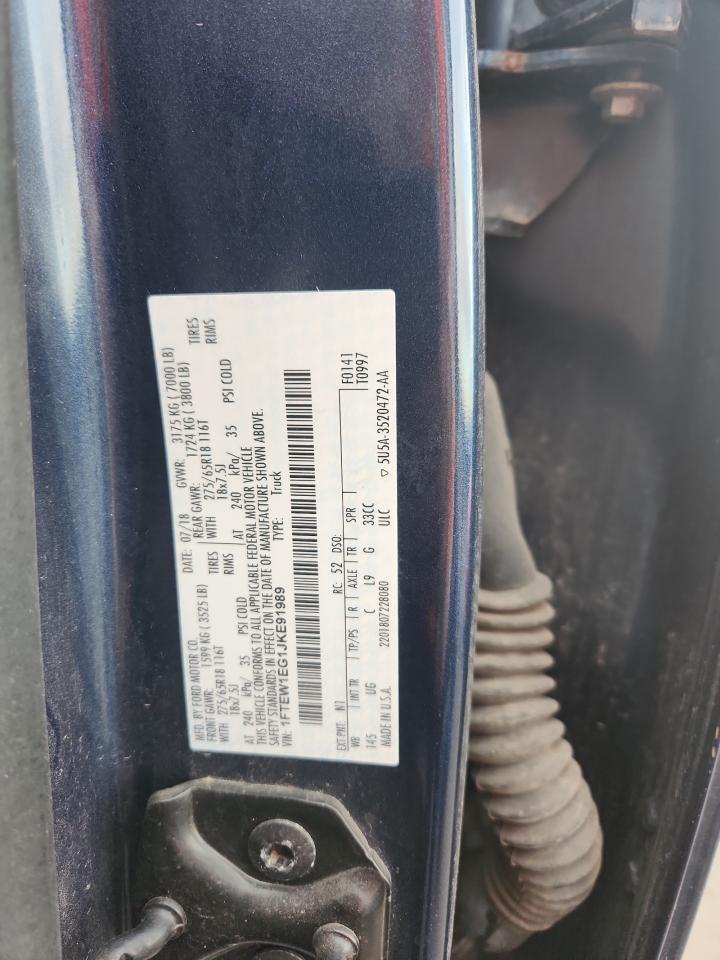 MFD. BY FORD MOTOR CO.
DATE: 07/18 GVWR: 3175 KG ( 7000 LB)
FRONT GAWR: 1599 KG ( 3525 LB) REAR GAWR: 1724 KG ( 3800 LB)
WITH 275/65R18 116T TIRES WITH 275/65R18 116T TIRES
18x7.5J RIMS 18x7.5J RIMS
AT 240 kPa/ 35 PSI COLD AT 240 kPa/ 35 PSI COLD
THIS VEHICLE CONFORMS TO ALL APPLICABLE FEDERAL MOTOR VEHICLE
SAFETY STANDARDS IN EFFECT ON THE DATE OF MANUFACTURE SHOWN ABOVE.
VIN: 1FTEW1EG1JKE91989 TYPE: Truck
F0141
T0997
EXT PNT: N1 RC: 52 DSO:
WB INT TR TP/PS R AXLE TR SPR
145 UG C L9 G 33CC
MADE IN U.S.A. 2201807228080 ULC ▽ 5U5A-3520472-AA